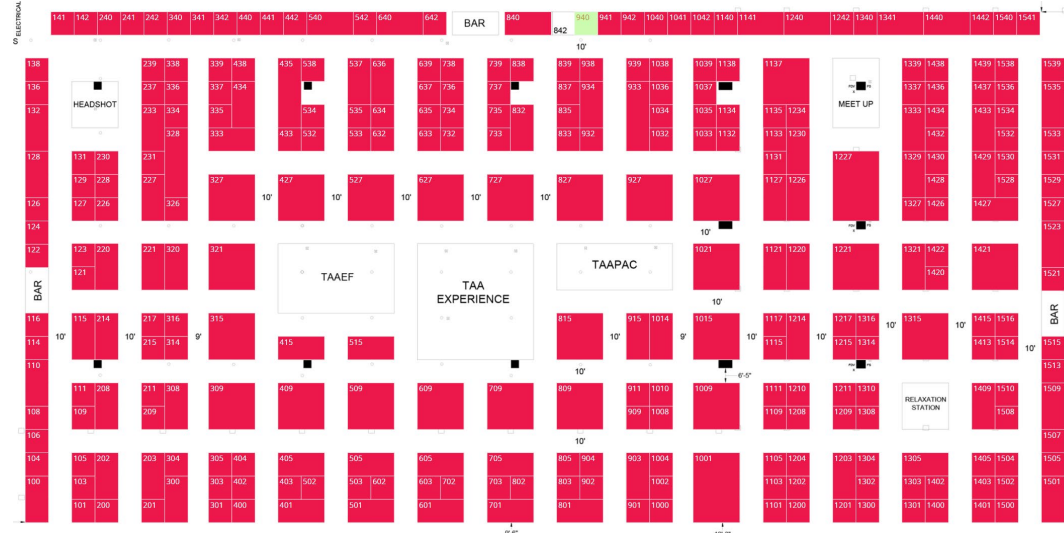 ELECTRICAL
S
141 142 240 241 242 340 341 342 440 441 442 540 640 642 BAR 840 842 940 941 942 1040 1041 1042 1140 1141 1240 1242 1340 1341 1440 1442 1540 1541
10'
138 239 338 339 438 435 538 537 636 639 738 739 838 839 938 939 1038 1039 1138 1137 1339 1438 1439 1538 1539
136 237 336 337 434 637 736 737 837 936 933 1036 1037 1337 1436 1437 1536 1535
HEADSHOT MEET UP
132 233 334 335 534 535 634 635 734 735 832 835 934 1034 1035 1134 1135 1234 1434 1433 1534
328 433 532 533 632 633 732 733 833 932 1032 1033 1132 1133 1230 1432 1532 1533
128 131 230 231 1131 1227 1329 1430 1429 1530 1531
129 228 227 327 427 527 627 727 827 927 1027 1127 1226 1428 1528 1529
126 127 226 326 10' 10' 10' 10' 10' 1327 1426 1427 1527
124 10' 1523
122 123 220 221 320 321 TAAEF TAA EXPERIENCE TAAPAC 1021 1121 1220 1221 1321 1422 1421
121 1420 1521
BAR BAR
10'
116 115 214 217 316 315 815 915 1014 1015 1117 1214 1217 1316 1315 1415 1516
10' 10' 9' 10' 9' 10' 10' 10' 10' 10'
114 215 314 415 515 1115 1215 1314 1413 1514 1515
110 10' 1513
6'-5"
111 208 211 308 309 409 509 609 709 911 1010 1009 1111 1210 1211 1310 RELAXATION STATION 1409 1510 1509
108 109 209 909 1008 1109 1208 1209 1308 1508
106 10' 1507
104 105 202 203 304 305 404 405 505 605 705 805 904 903 1004 1001 1105 1204 1203 1304 1305 1405 1504 1505
100 103 300 303 402 403 502 503 602 603 702 703 802 803 902 1002 1103 1202 1302 1303 1402 1403 1502 1501
101 200 201 301 400 401 501 601 701 801 901 1000 1101 1200 1201 1300 1301 1400 1401 1500